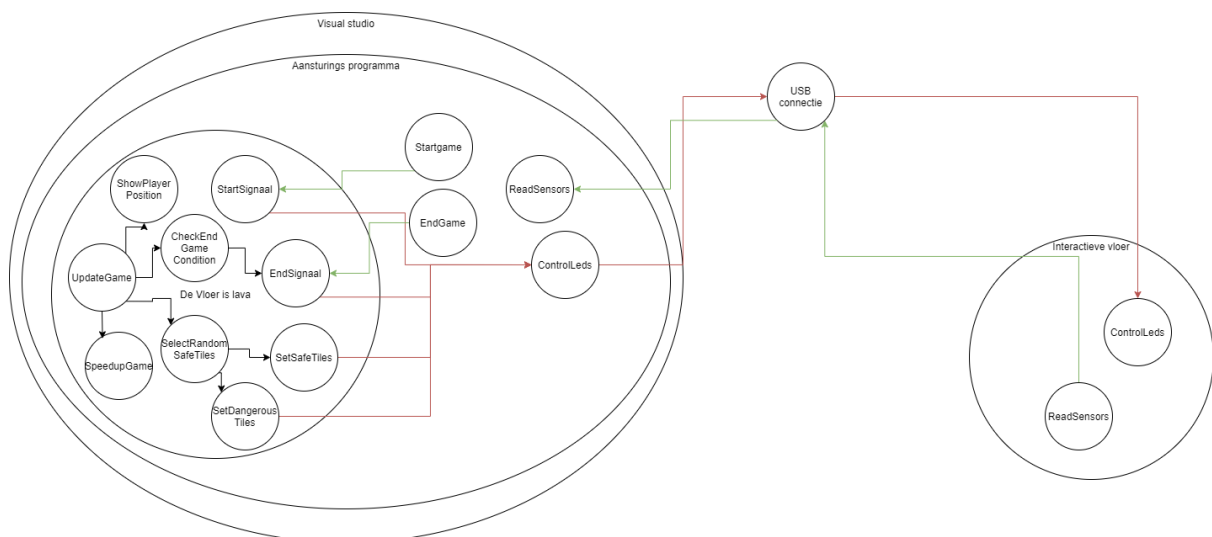 Visual studio
Aansturings programma
USB
connectie
Startgame
ShowPlayer
Position
StartSignaal
ReadSensors
EndGame
CheckEnd
Game
Condition
Interactieve vloer
UpdateGame
EndSignaal
ControlLeds
De Vloer is lava
ControlLeds
SelectRandom
SafeTiles
SetSafeTiles
SpeedupGame
SetDangerous
Tiles
ReadSensors